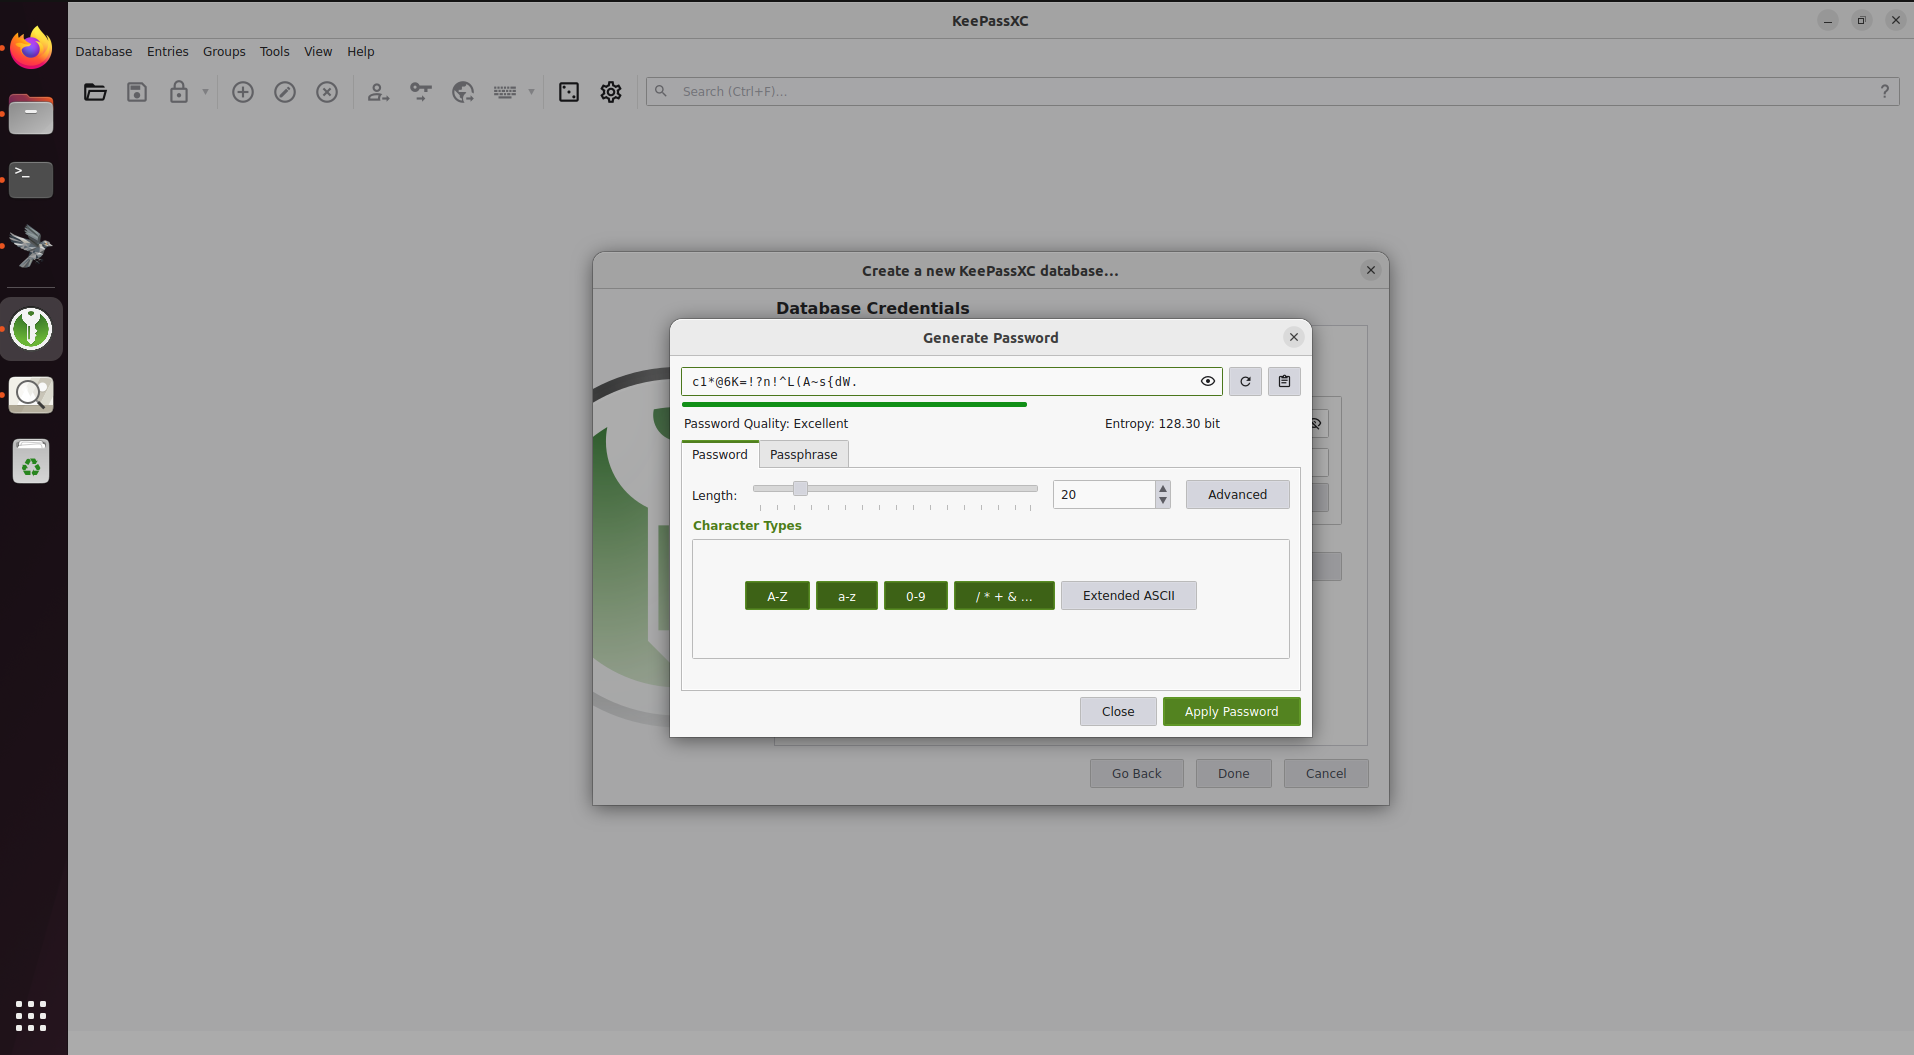 KeePassXC
Database Entries Groups Tools View Help
Search (Ctrl+F)...
Create a new KeePassXC database...
Database Credentials
Generate Password
c1*@6K=!?n!^L(A~s{dW.
Password Quality: Excellent Entropy: 128.30 bit
Password Passphrase
Length: 20 Advanced
Character Types
A-Z a-z 0-9 / * + & ... Extended ASCII
Close Apply Password
Go Back Done Cancel